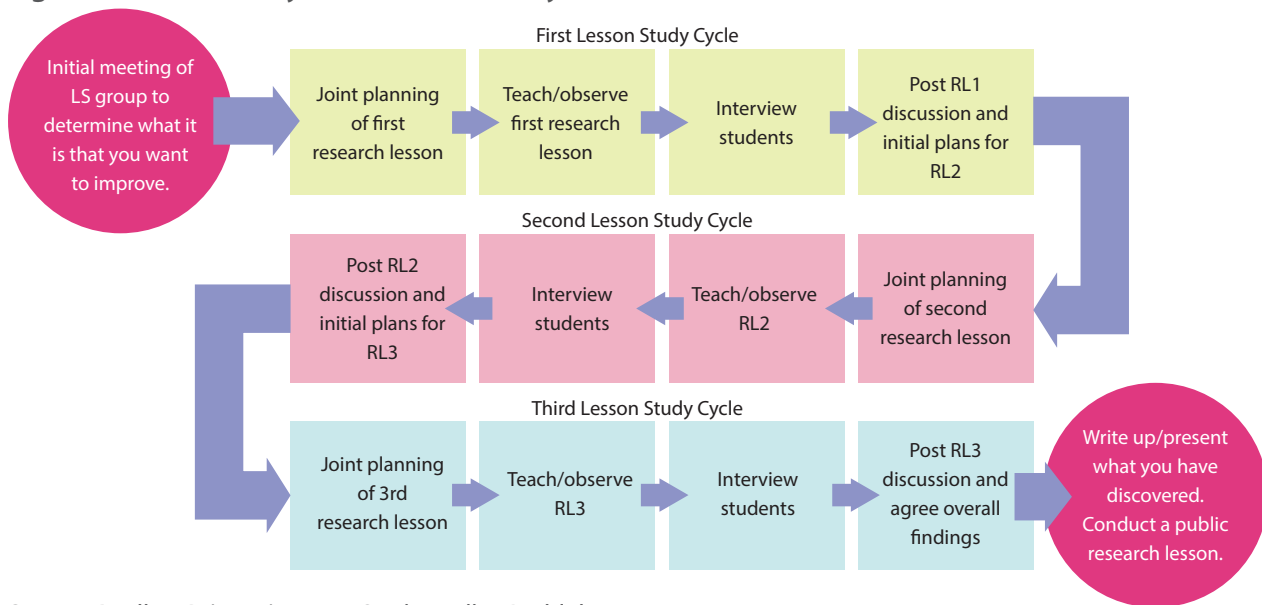 First Lesson Study Cycle
Initial meeting of
LS group to
determine what it
is that you want
to improve.
Joint planning
of first
research lesson
Teach/observe
first research
lesson
Interview
students
Post RL1
discussion and
initial plans for
RL2
Second Lesson Study Cycle
Joint planning
of second
research lesson
Teach/observe
RL2
Interview
students
Post RL2
discussion and
initial plans for
RL3
Third Lesson Study Cycle
Joint planning
of 3rd
research lesson
Teach/observe
RL3
Interview
students
Post RL3
discussion and
agree overall
findings
Write up/present
what you have
discovered.
Conduct a public
research lesson.